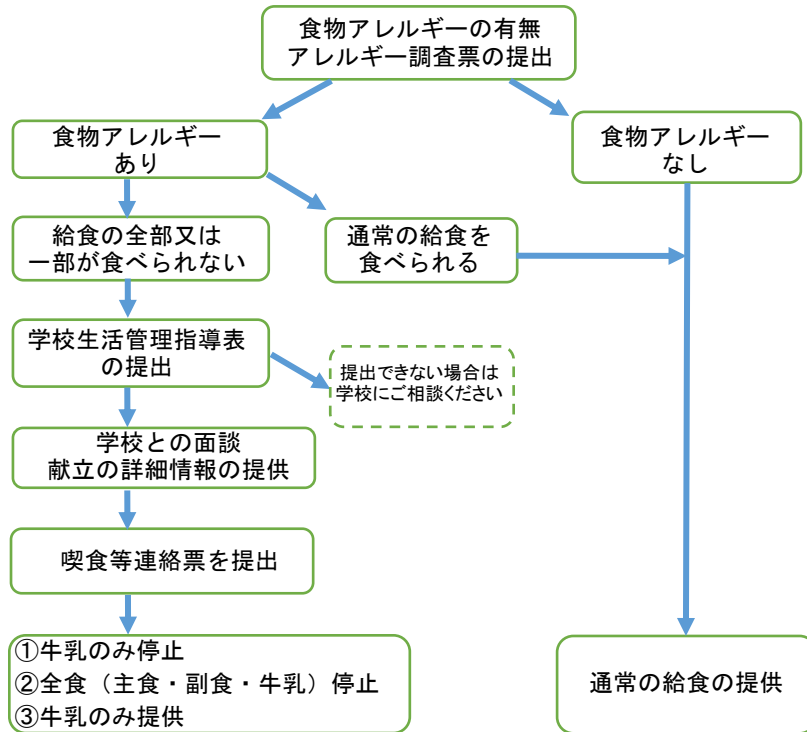 食物アレルギーの有無
アレルギー調査票の提出
食物アレルギー
あり
食物アレルギー
なし
給食の全部又は
一部が食べられない
通常の給食を
食べられる
学校生活管理指導表
の提出
提出できない場合は
学校にご相談ください
学校との面談
献立の詳細情報の提供
喫食等連絡票を提出
①牛乳のみ停止
②全食（主食・副食・牛乳）停止
③牛乳のみ提供
通常の給食の提供